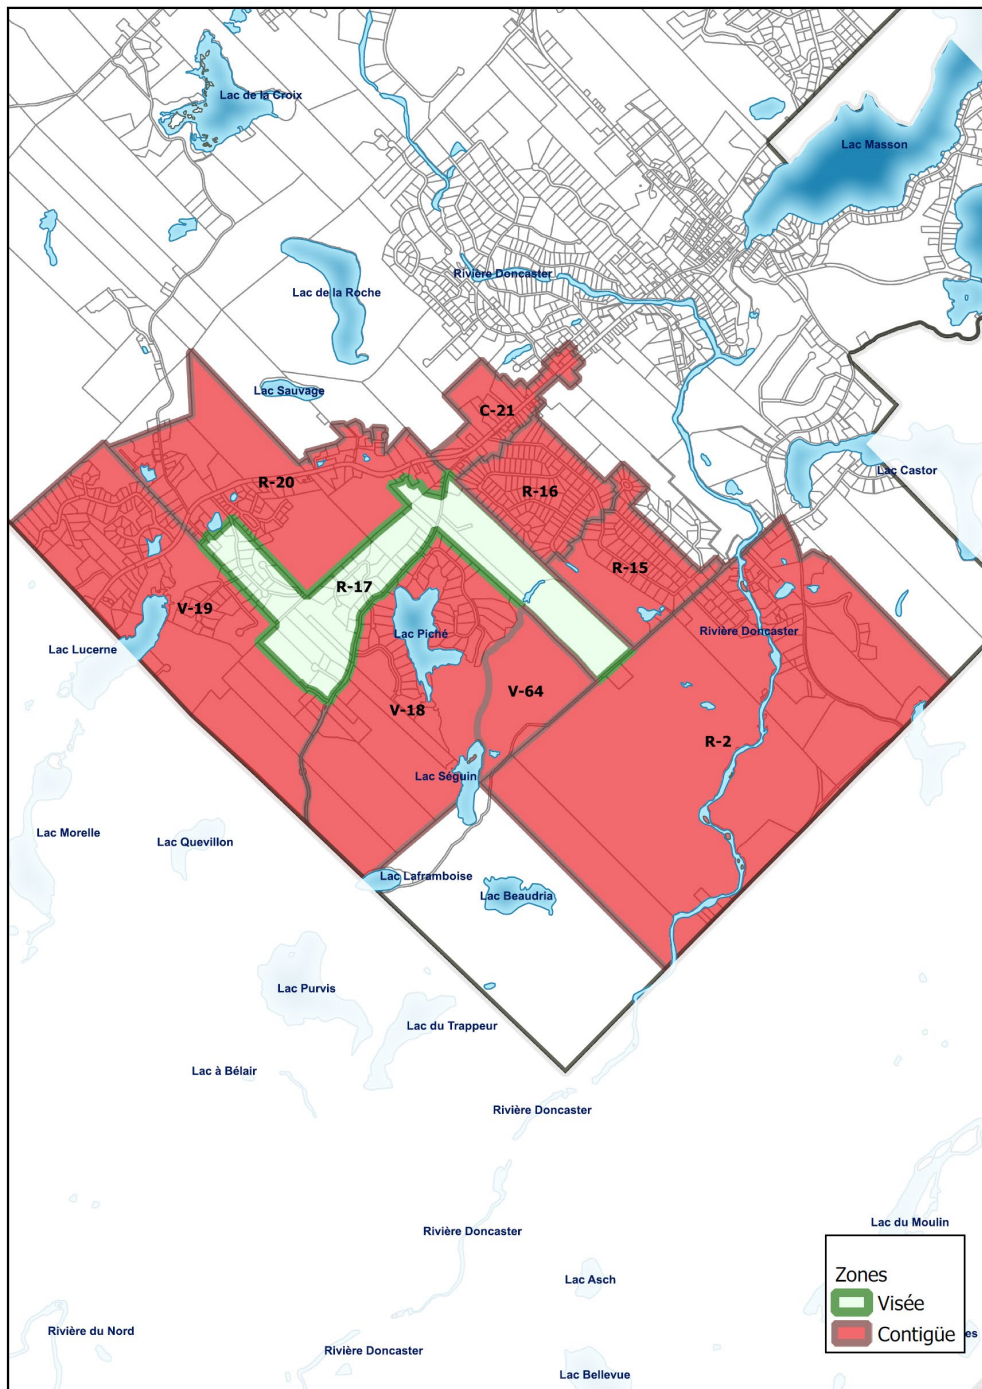 Lac de la Croix
Lac Masson
Rivière Doncaster
Lac de la Roche
Lac Sauvage
C-21
Lac Castor
R-20
R-16
R-15
R-17
V-19
Rivière Doncaster
Lac Piché
Lac Lucerne
V-64
V-18
R-2
Lac Séguin
Lac Morelle
Lac Quevillon
Lac Laframboise
Lac Beaudria
Lac Purvis
Lac du Trappeur
Lac à Bélair
Rivière Doncaster
Lac du Moulin
Rivière Doncaster
Lac Asch
Zones
Visée
Contigüe
es
Rivière du Nord
Rivière Doncaster
Lac Bellevue